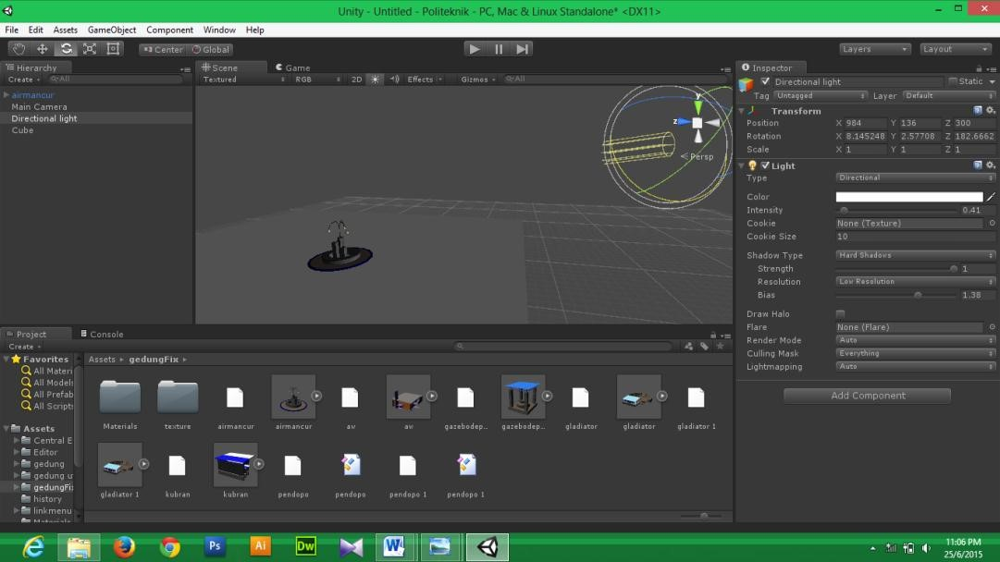 Unity - Untitled - Politeknik - PC, Mac & Linux Standalone* <DX11>
File Edit Assets GameObject Component Window Help
Center Global Layers Layout
Hierarchy
Create All
airmancur
Main Camera
Directional light
Cube
Scene Game
Textured RGB 2D Effects Gizmos All
y
z
Persp
Inspector
Directional light Static
Tag Untagged Layer Default
Transform
Position X 984 Y 136 Z 300
Rotation X 8.145248 Y 2.57708 Z 182.6662
Scale X 1 Y 1 Z 1
Light
Type Directional
Color
Intensity 0.41
Cookie None (Texture)
Cookie Size 10
Shadow Type Hard Shadows
Strength 1
Resolution Low Resolution
Bias 1.38
Draw Halo
Flare None (Flare)
Render Mode Auto
Culling Mask Everything
Lightmapping Auto
Add Component
Project Console
Create
Favorites
All Materi
All Models
All Prefab
All Scripts
Assets
Central E
Editor
gedung
gedung u
gedungFix
history
linkmenu
Materials
Assets gedungFix
Materials texture airmancur airmancur aw aw gazebodep... gazebodep... gladiator gladiator gladiator 1
gladiator 1 kubran kubran pendopo pendopo pendopo 1 pendopo 1
Ps Ai Dw W
11:06 PM
25/6/2015